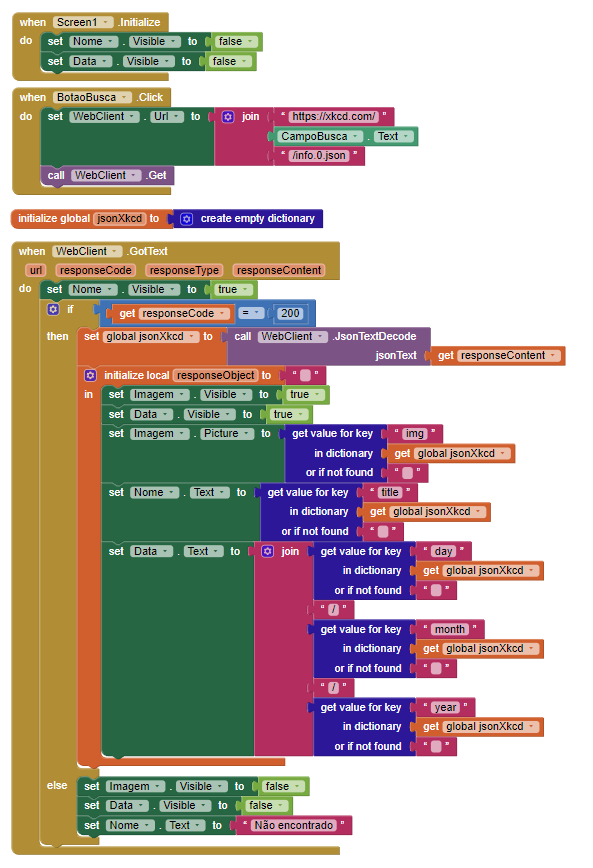 when Screen1 .Initialize
do set Nome . Visible to false
set Data . Visible to false
when BotaoBusca .Click
do set WebClient . Url to join " https://xkcd.com/ "
CampoBusca . Text
" /info.0.json "
call WebClient .Get
initialize global jsonXkcd to create empty dictionary
when WebClient .GotText
url responseCode responseType responseContent
do set Nome . Visible to true
if get responseCode = 200
then set global jsonXkcd to call WebClient .JsonTextDecode
jsonText get responseContent
initialize local responseObject to " "
in set Imagem . Visible to true
set Data . Visible to true
set Imagem . Picture to get value for key " img "
in dictionary get global jsonXkcd
or if not found " "
set Nome . Text to get value for key " title "
in dictionary get global jsonXkcd
or if not found " "
set Data . Text to join get value for key " day "
in dictionary get global jsonXkcd
or if not found " "
" / "
get value for key " month "
in dictionary get global jsonXkcd
or if not found " "
" / "
get value for key " year "
in dictionary get global jsonXkcd
or if not found " "
else set Imagem . Visible to false
set Data . Visible to false
set Nome . Text to " Não encontrado "